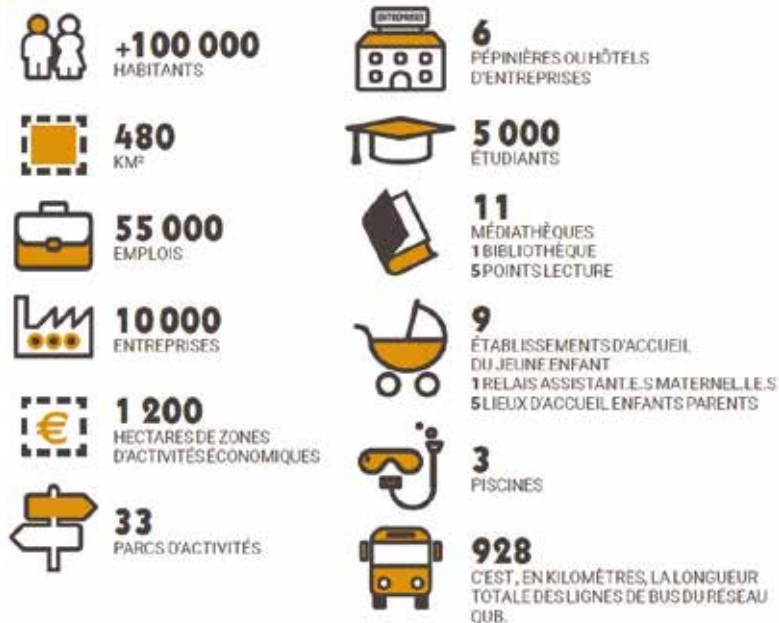 +100 000
HABITANTS
480
KM²
55 000
EMPLOIS
10 000
ENTREPRISES
1 200
HECTARES DE ZONES
D'ACTIVITÉS ÉCONOMIQUES
33
PARCS D'ACTIVITÉS
ENTREPRISES
6
PÉPINIÈRES OU HÔTELS
D'ENTREPRISES
5 000
ÉTUDIANTS
11
MÉDIATHÈQUES
1 BIBLIOTHÈQUE
5 POINTS LECTURE
9
ÉTABLISSEMENTS D'ACCUEIL
DU JEUNE ENFANT
1 RELAIS ASSISTANT.E.S MATERNEL.LE.S
5 LIEUX D'ACCUEIL ENFANTS PARENTS
3
PISCINES
928
C'EST, EN KILOMÈTRES, LA LONGUEUR
TOTALE DES LIGNES DE BUS DU RÉSEAU
QUB.